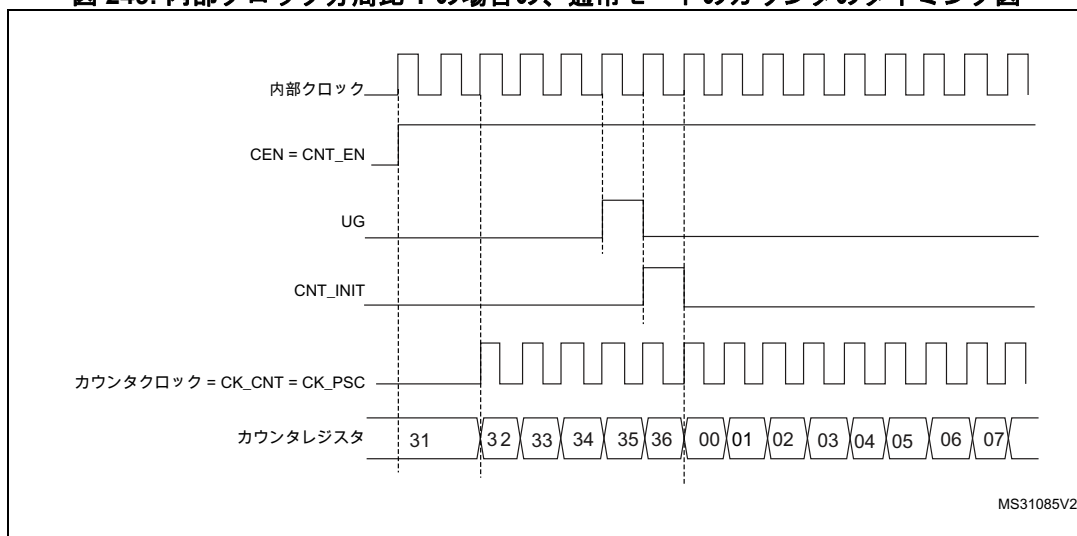 内部クロック
CEN = CNT_EN
UG
CNT_INIT
カウンタクロック = CK_CNT = CK_PSC
カウンタレジスタ 31 32 33 34 35 36 00 01 02 03 04 05 06 07
MS31085V2